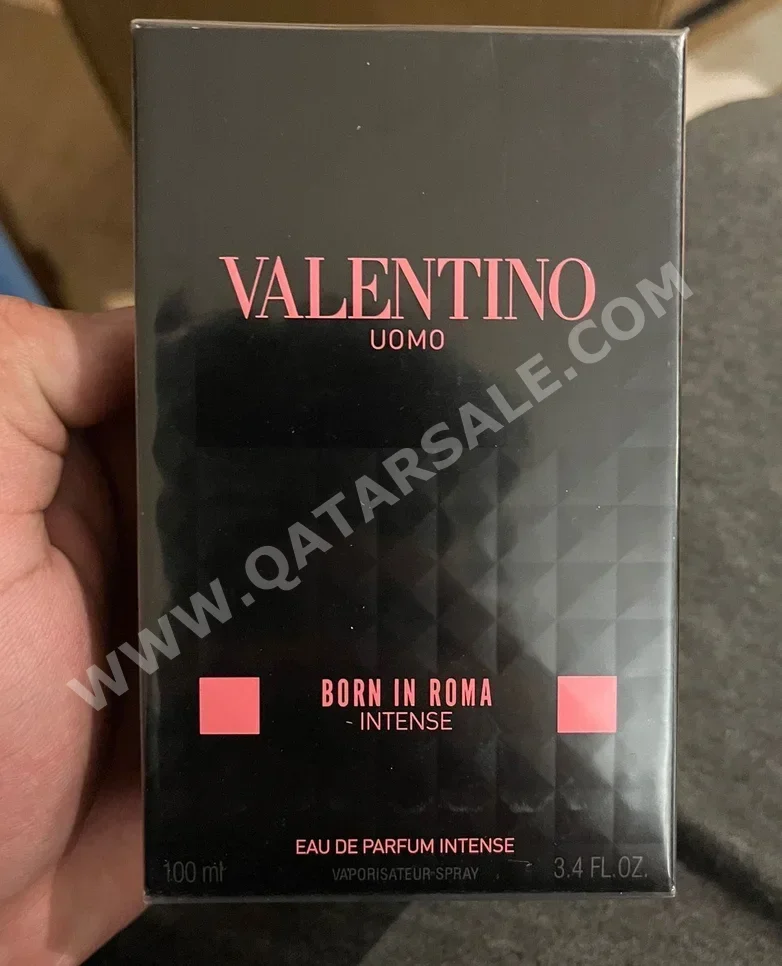 VALENTINO
UOMO
WWW.QATARSALE.COM
BORN IN ROMA
INTENSE
EAU DE PARFUM INTENSE
100 ml VAPORISATEUR SPRAY 3.4 FL.OZ.